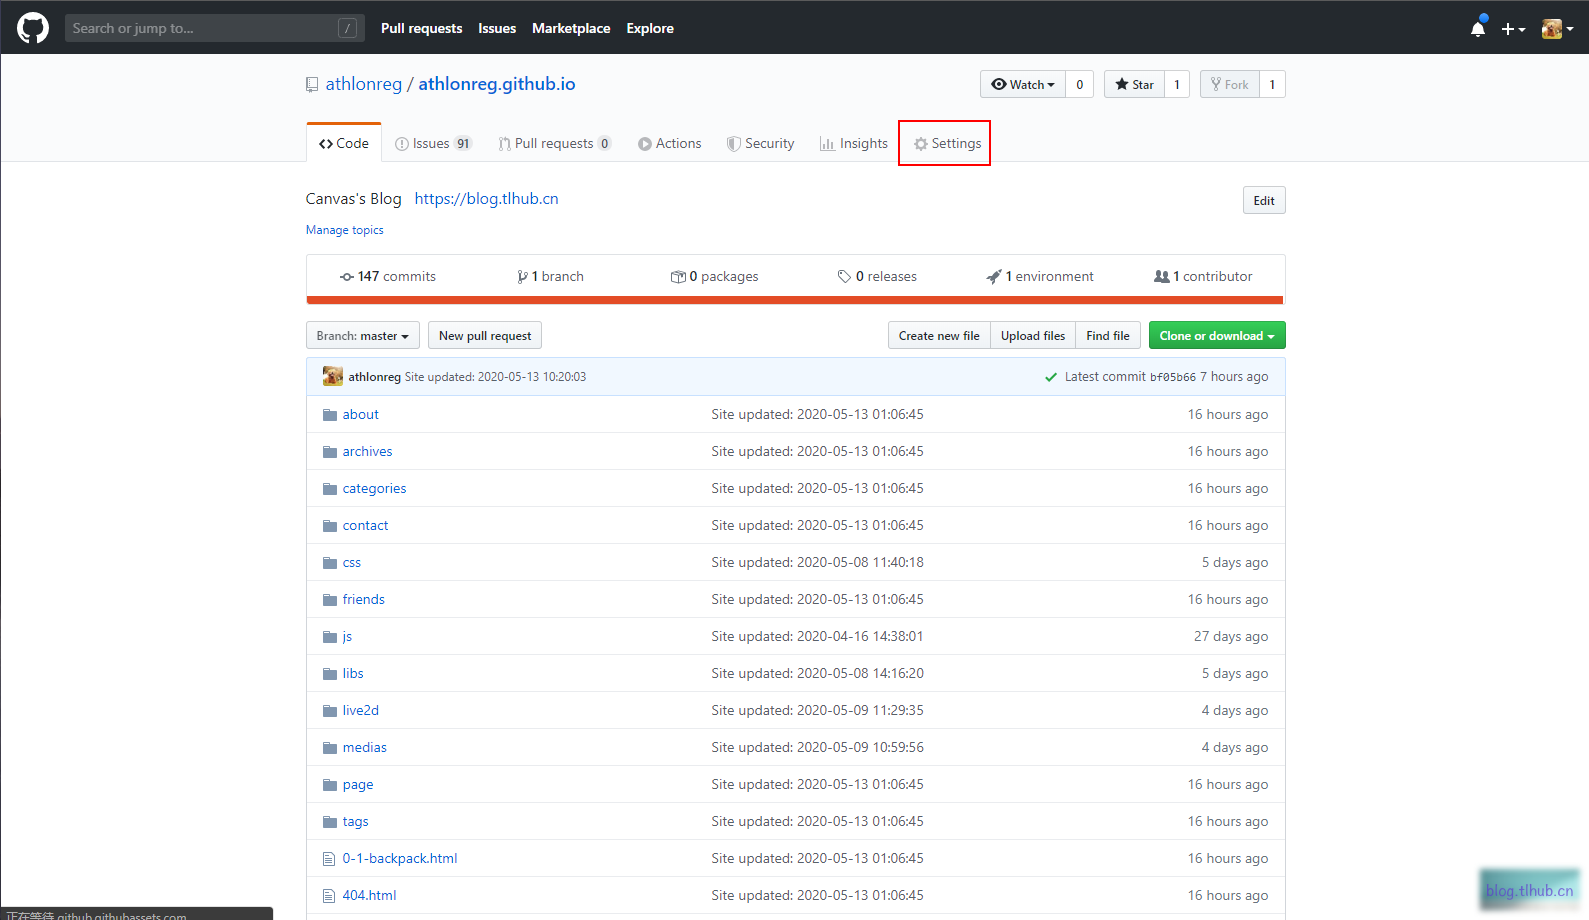 Search or jump to... / Pull requests Issues Marketplace Explore
athlonreg / athlonreg.github.io Watch 0 Star 1 Fork 1
Code Issues 91 Pull requests 0 Actions Security Insights Settings
Canvas's Blog https://blog.tlhub.cn Edit
Manage topics
147 commits 1 branch 0 packages 0 releases 1 environment 1 contributor
Branch: master New pull request Create new file Upload files Find file Clone or download
athlonreg Site updated: 2020-05-13 10:20:03 Latest commit bf05b66 7 hours ago
about Site updated: 2020-05-13 01:06:45 16 hours ago
archives Site updated: 2020-05-13 01:06:45 16 hours ago
categories Site updated: 2020-05-13 01:06:45 16 hours ago
contact Site updated: 2020-05-13 01:06:45 16 hours ago
css Site updated: 2020-05-08 11:40:18 5 days ago
friends Site updated: 2020-05-13 01:06:45 16 hours ago
js Site updated: 2020-04-16 14:38:01 27 days ago
libs Site updated: 2020-05-08 14:16:20 5 days ago
live2d Site updated: 2020-05-09 11:29:35 4 days ago
medias Site updated: 2020-05-09 10:59:56 4 days ago
page Site updated: 2020-05-13 01:06:45 16 hours ago
tags Site updated: 2020-05-13 01:06:45 16 hours ago
0-1-backpack.html Site updated: 2020-05-13 01:06:45 16 hours ago
404.html Site updated: 2020-05-13 01:06:45 16 hours ago
blog.tlhub.cn
正在等待 github.githubassets.com